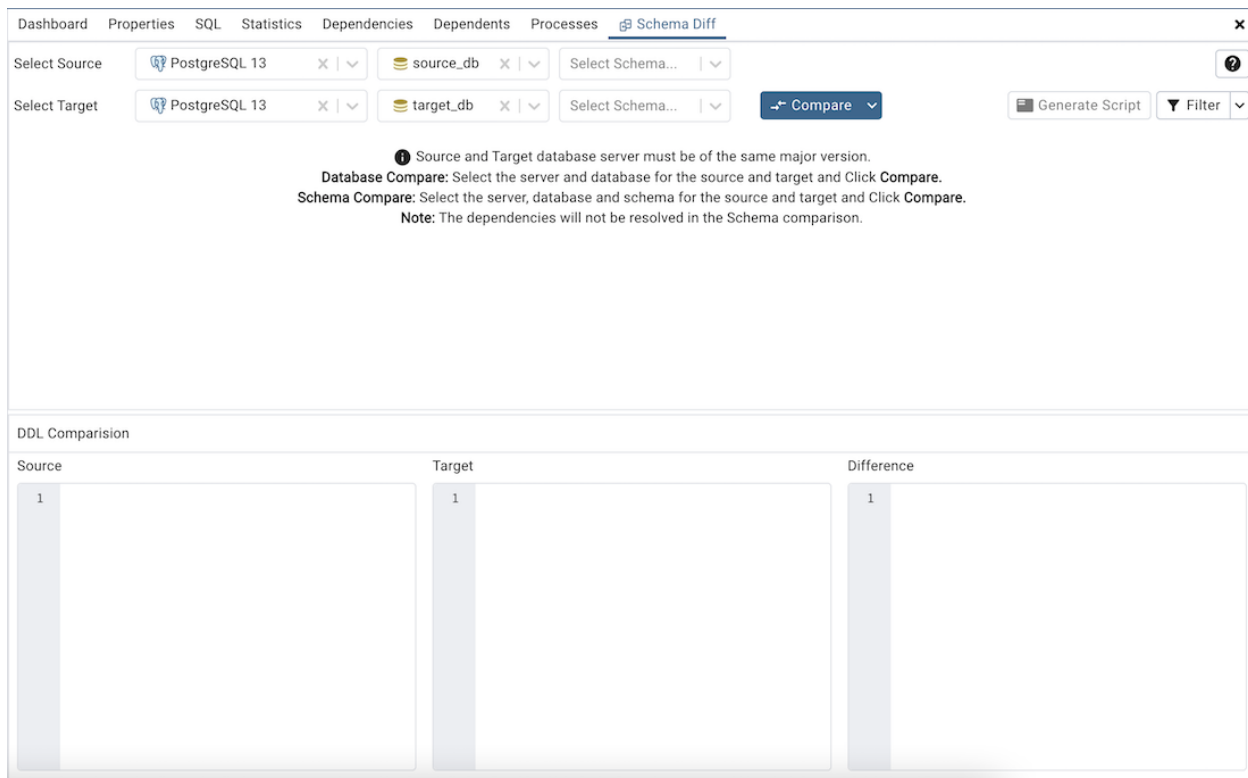 Dashboard Properties SQL Statistics Dependencies Dependents Processes Schema Diff
Select Source PostgreSQL 13 source_db Select Schema...
Select Target PostgreSQL 13 target_db Select Schema... Compare Generate Script Filter
Source and Target database server must be of the same major version.
Database Compare: Select the server and database for the source and target and Click Compare.
Schema Compare: Select the server, database and schema for the source and target and Click Compare.
Note: The dependencies will not be resolved in the Schema comparison.
DDL Comparision
Source Target Difference
1 1 1